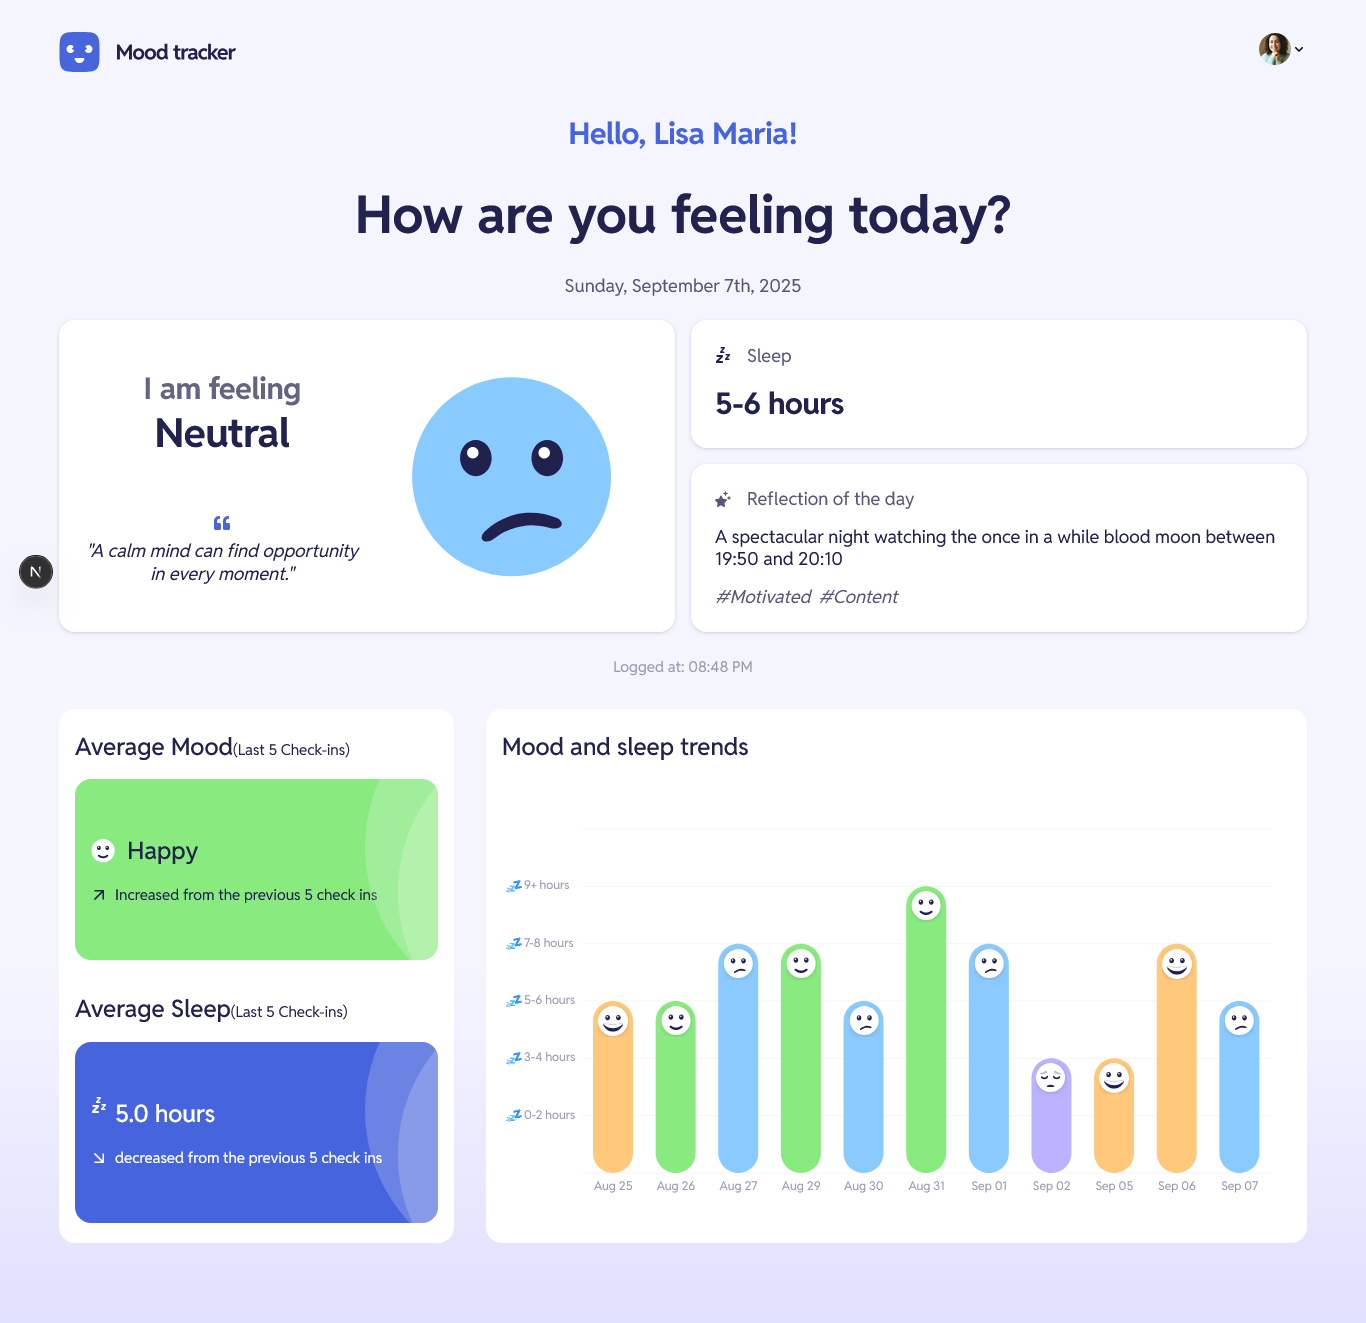 Mood tracker
Hello, Lisa Maria!
How are you feeling today?
Sunday, September 7th, 2025
I am feeling
Neutral
"A calm mind can find opportunity
in every moment."
Sleep
5-6 hours
Reflection of the day
A spectacular night watching the once in a while blood moon between
19:50 and 20:10
#Motivated #Content
N
Logged at: 08:48 PM
Average Mood(Last 5 Check-ins)
Happy
Increased from the previous 5 check ins
Average Sleep(Last 5 Check-ins)
5.0 hours
decreased from the previous 5 check ins
Mood and sleep trends
9+ hours
7-8 hours
5-6 hours
3-4 hours
0-2 hours
Aug 25 Aug 26 Aug 27 Aug 29 Aug 30 Aug 31 Sep 01 Sep 02 Sep 05 Sep 06 Sep 07